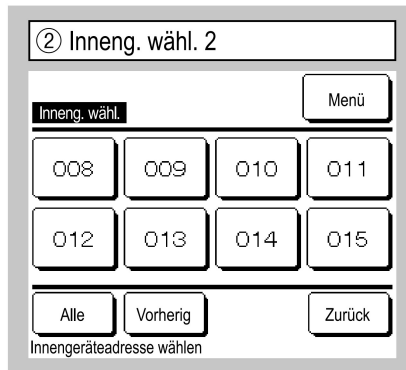 ② Inneng. wähl. 2
Menü
Inneng. wähl.
008 009 010 011
012 013 014 015
Alle Vorherig Zurück
Innengeräteadresse wählen